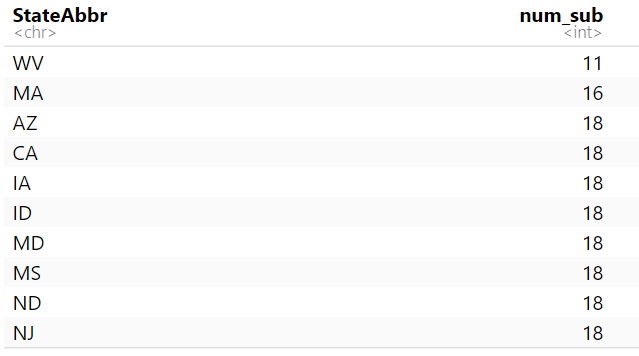 StateAbbr num_sub
<chr> <int>
WV 11
MA 16
AZ 18
CA 18
IA 18
ID 18
MD 18
MS 18
ND 18
NJ 18